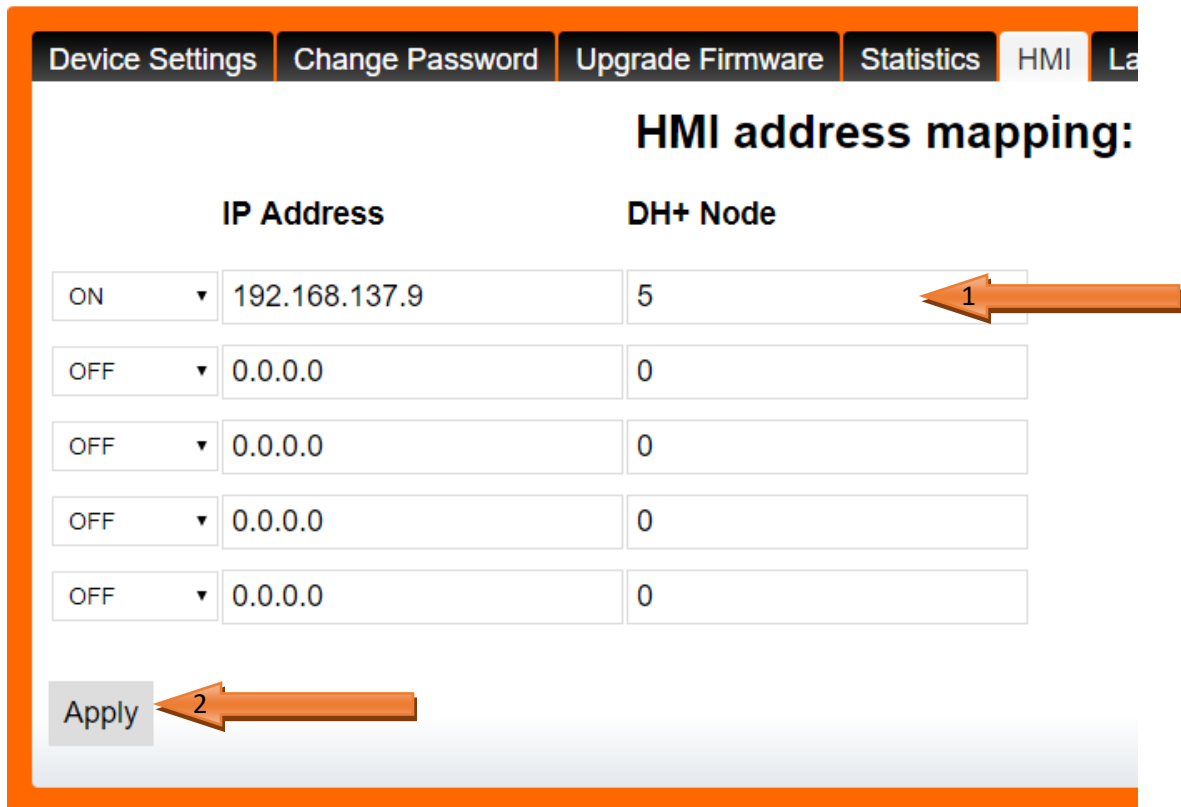 Device Settings Change Password Upgrade Firmware Statistics HMI La
HMI address mapping:
IP Address DH+ Node
ON 192.168.137.9 5 1
OFF 0.0.0.0 0
OFF 0.0.0.0 0
OFF 0.0.0.0 0
OFF 0.0.0.0 0
Apply 2